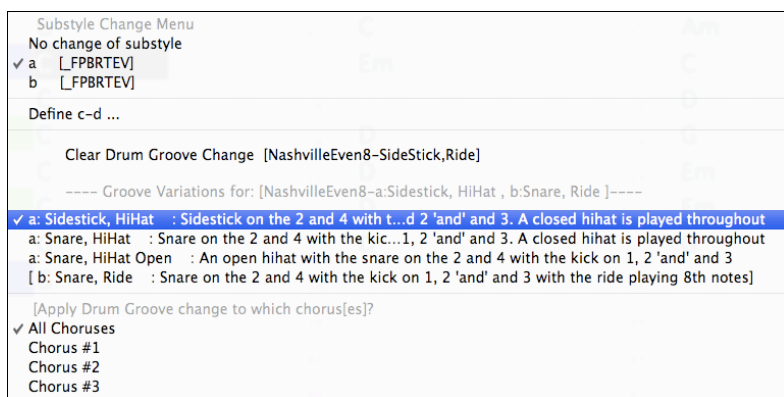 Substyle Change Menu
No change of substyle
✓ a [_FPBRTEV]
b [_FPBRTEV]
Define c-d ...
Clear Drum Groove Change [NashvilleEven8-SideStick,Ride]
---- Groove Variations for: [NashvilleEven8-a:Sidestick, HiHat , b:Snare, Ride ]----
✓ a: Sidestick, HiHat : Sidestick on the 2 and 4 with t...d 2 'and' and 3. A closed hihat is played throughout
a: Snare, HiHat : Snare on the 2 and 4 with the kic...1, 2 'and' and 3. A closed hihat is played throughout
a: Snare, HiHat Open : An open hihat with the snare on the 2 and 4 with the kick on 1, 2 'and' and 3
[ b: Snare, Ride : Snare on the 2 and 4 with the kick on 1, 2 'and' and 3 with the ride playing 8th notes]
[Apply Drum Groove change to which chorus[es]?
✓ All Choruses
Chorus #1
Chorus #2
Chorus #3